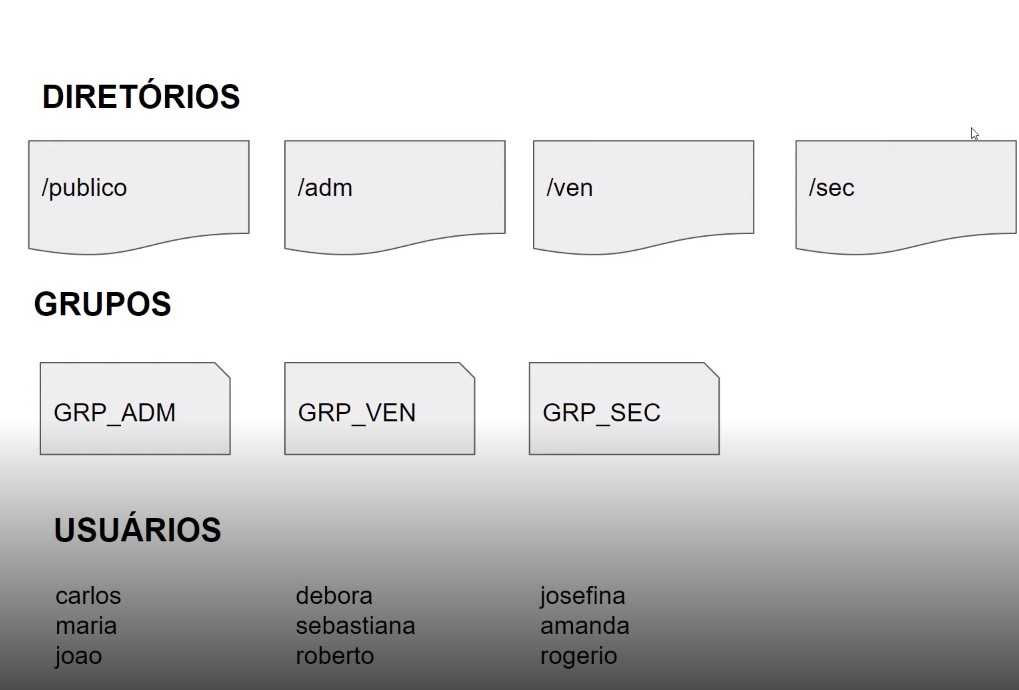 DIRETÓRIOS
/publico
/adm
/ven
/sec
GRUPOS
GRP_ADM
GRP_VEN
GRP_SEC
USUÁRIOS
carlos
maria
joao
debora
sebastiana
roberto
josefina
amanda
rogerio